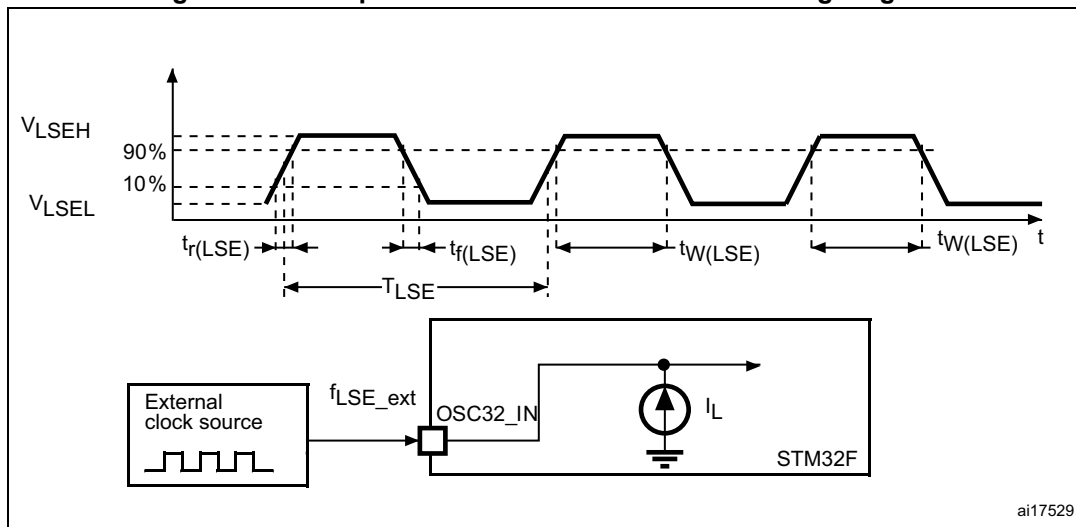 VLSEH
90%
10%
VLSEL
tr(LSE)
tf(LSE)
tW(LSE)
tW(LSE)
t
TLSE
External
clock source
fLSE_ext
OSC32_IN
IL
STM32F
ai17529